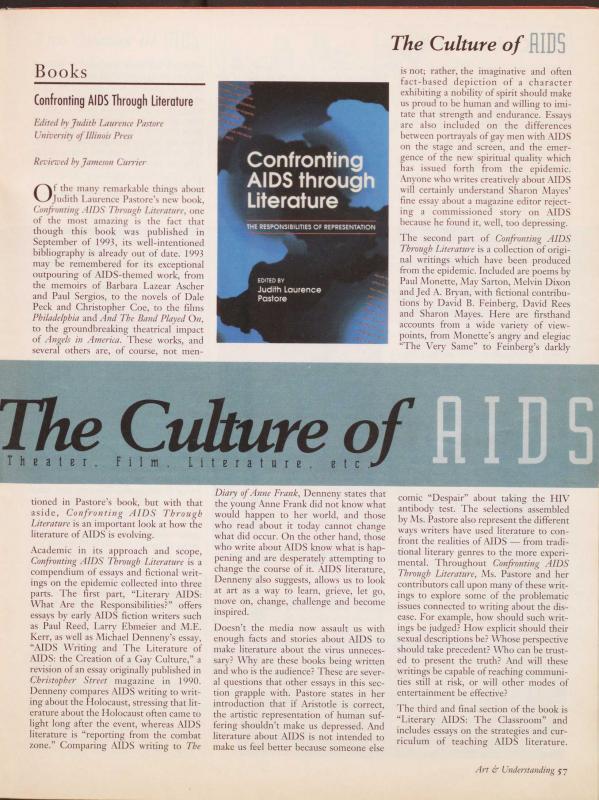 The Culture of AIDS
Books
Confronting AIDS Through Literature
Edited by Judith Laurence Pastore
University of Illinois Press
Reviewed by Jameson Currier
Of the many remarkable things about
Judith Laurence Pastore's new book,
Confronting AIDS Through Literature, one
of the most amazing is the fact that
though this book was published in
September of 1993, its well-intentioned
bibliography is already out of date. 1993
may be remembered for its exceptional
outpouring of AIDS-themed work, from
the memoirs of Barbara Lazear Ascher
and Paul Sergios, to the novels of Dale
Peck and Christopher Coe, to the films
Philadelphia and And The Band Played On,
to the groundbreaking theatrical impact
of Angels in America. These works, and
several others are, of course, not men-
Confronting
AIDS through
Literature
THE RESPONSIBILITIES OF REPRESENTATION
EDITED BY
Judith Laurence
Pastore
The Culture of AIDS
Theater, Film, Literature, etc.
tioned in Pastore's book, but with that
aside, Confronting AIDS Through
Literature is an important look at how the
literature of AIDS is evolving.
Academic in its approach and scope,
Confronting AIDS Through Literature is a
compendium of essays and fictional writ-
ings on the epidemic collected into three
parts. The first part, "Literary AIDS:
What Are the Responsibilities?" offers
essays by early AIDS fiction writers such
as Paul Reed, Larry Ebmeier and M.E.
Kerr, as well as Michael Denneny's essay,
"AIDS Writing and The Literature of
AIDS: the Creation of a Gay Culture," a
revision of an essay originally published in
Christopher Street magazine in 1990.
Denneny compares AIDS writing to writ-
ing about the Holocaust, stressing that lit-
erature about the Holocaust often came to
light long after the event, whereas AIDS
literature is "reporting from the combat
zone." Comparing AIDS writing to The
Diary of Anne Frank, Denneny states that
the young Anne Frank did not know what
would happen to her world, and those
who read about it today cannot change
what did occur. On the other hand, those
who write about AIDS know what is hap-
pening and are desperately attempting to
change the course of it. AIDS literature,
Denneny also suggests, allows us to look
at art as a way to learn, grieve, let go,
move on, change, challenge and become
inspired.
Doesn't the media now assault us with
enough facts and stories about AIDS to
make literature about the virus unneces-
sary? Why are these books being written
and who is the audience? These are sever-
al questions that other essays in this sec-
tion grapple with. Pastore states in her
introduction that if Aristotle is correct,
the artistic representation of human suf-
fering shouldn't make us depressed. And
literature about AIDS is not intended to
make us feel better because someone else
is not; rather, the imaginative and often
fact-based depiction of a character
exhibiting a nobility of spirit should make
us proud to be human and willing to imi-
tate that strength and endurance. Essays
are also included on the differences
between portrayals of gay men with AIDS
on the stage and screen, and the emer-
gence of the new spiritual quality which
has issued forth from the epidemic.
Anyone who writes creatively about AIDS
will certainly understand Sharon Mayes'
fine essay about a magazine editor reject-
ing a commissioned story on AIDS
because he found it, well, too depressing.
The second part of Confronting AIDS
Through Literature is a collection of origi-
nal writings which have been produced
from the epidemic. Included are poems by
Paul Monette, May Sarton, Melvin Dixon
and Jed A. Bryan, with fictional contribu-
tions by David B. Feinberg, David Rees
and Sharon Mayes. Here are firsthand
accounts from a wide variety of view-
points, from Monette's angry and elegiac
"The Very Same" to Feinberg's darkly
comic "Despair" about taking the HIV
antibody test. The selections assembled
by Ms. Pastore also represent the different
ways writers have used literature to con-
front the realities of AIDS — from tradi-
tional literary genres to the more experi-
mental. Throughout Confronting AIDS
Through Literature, Ms. Pastore and her
contributors call upon many of these writ-
ings to explore some of the problematic
issues connected to writing about the dis-
ease. For example, how should such writ-
ings be judged? How explicit should their
sexual descriptions be? Whose perspective
should take precedent? Who can be trust-
ed to present the truth? And will these
writings be capable of reaching communi-
ties still at risk, or will other modes of
entertainment be effective?
The third and final section of the book is
"Literary AIDS: The Classroom" and
includes essays on the strategies and cur-
riculum of teaching AIDS literature.
Art & Understanding 57